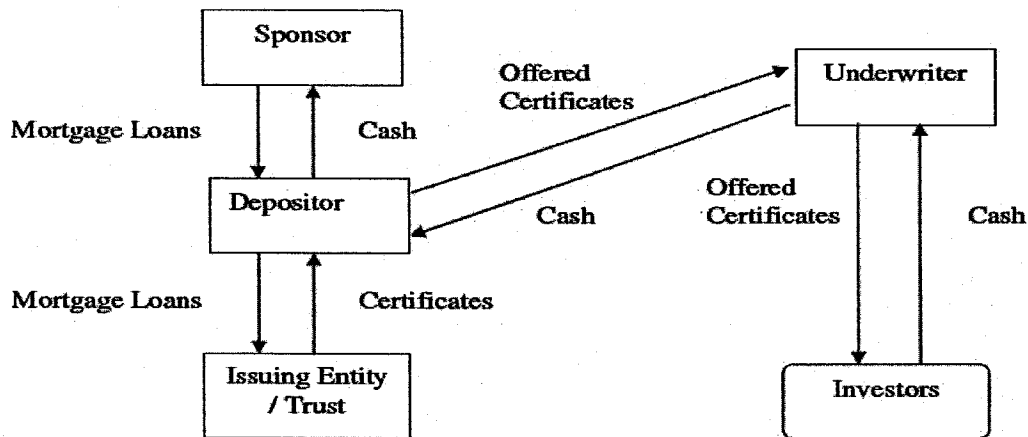 Sponsor
Underwriter
Offered
Certificates
Mortgage Loans
Cash
Depositor
Cash
Offered
Certificates
Cash
Mortgage Loans
Certificates
Issuing Entity
/ Trust
Investors